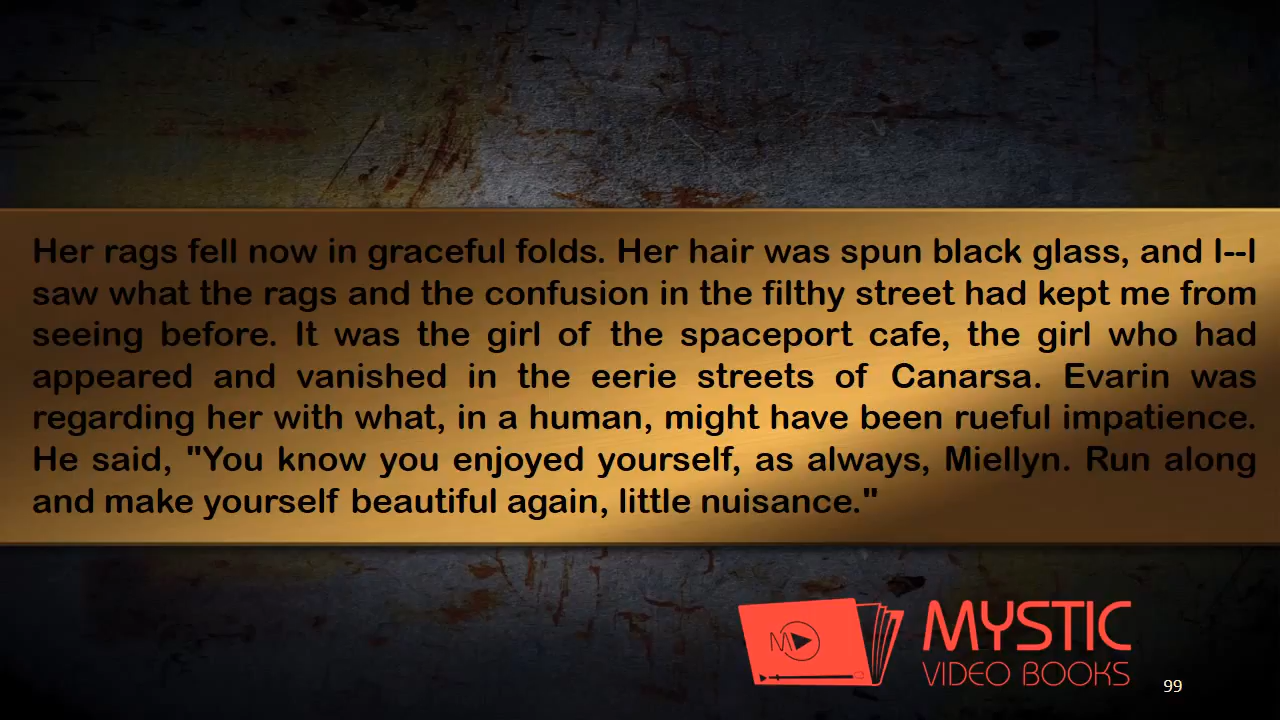 Her rags fell now in graceful folds. Her hair was spun black glass, and I--I
saw what the rags and the confusion in the filthy street had kept me from
seeing before. It was the girl of the spaceport cafe, the girl who had
appeared and vanished in the eerie streets of Canarsa. Evarin was
regarding her with what, in a human, might have been rueful impatience.
He said, "You know you enjoyed yourself, as always, Miellyn. Run along
and make yourself beautiful again, little nuisance."
M
MYSTIC
VIDEO BOOKS
99